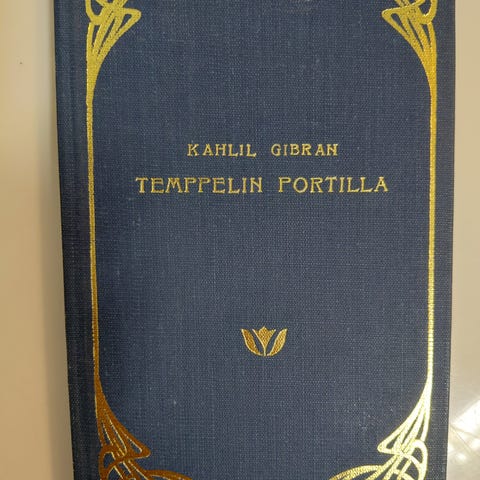 KAHLIL GIBRAN
TEMPPELIN PORTILLA